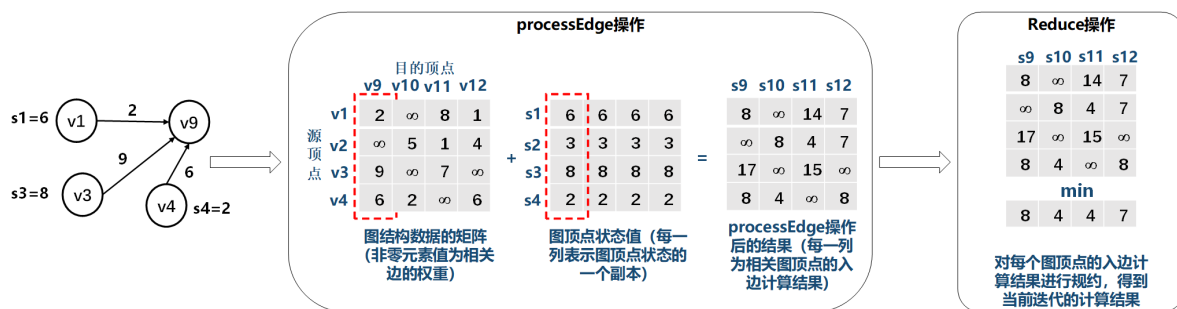 processEdge操作
Reduce操作
s1=6
v1
2
v9
9
6
s3=8
v3
v4
s4=2
目的顶点
v9 v10 v11 v12
源顶点
v1 2 ∞ 8 1
v2 ∞ 5 1 4
v3 9 ∞ 7 ∞
v4 6 2 ∞ 6
图结构数据的矩阵
(非零元素值为相关
边的权重)
+
s1 6 6 6 6
s2 3 3 3 3
s3 8 8 8 8
s4 2 2 2 2
图顶点状态值（每一
列表示图顶点状态的
一个副本）
=
s9 s10 s11 s12
8 ∞ 14 7
∞ 8 4 7
17 ∞ 15 ∞
8 4 ∞ 8
processEdge操作
后的结果（每一列
为相关图顶点的入
边计算结果）
s9 s10 s11 s12
8 ∞ 14 7
∞ 8 4 7
17 ∞ 15 ∞
8 4 ∞ 8
min
8 4 4 7
对每个图顶点的入边计
算结果进行规约，得到
当前迭代的计算结果